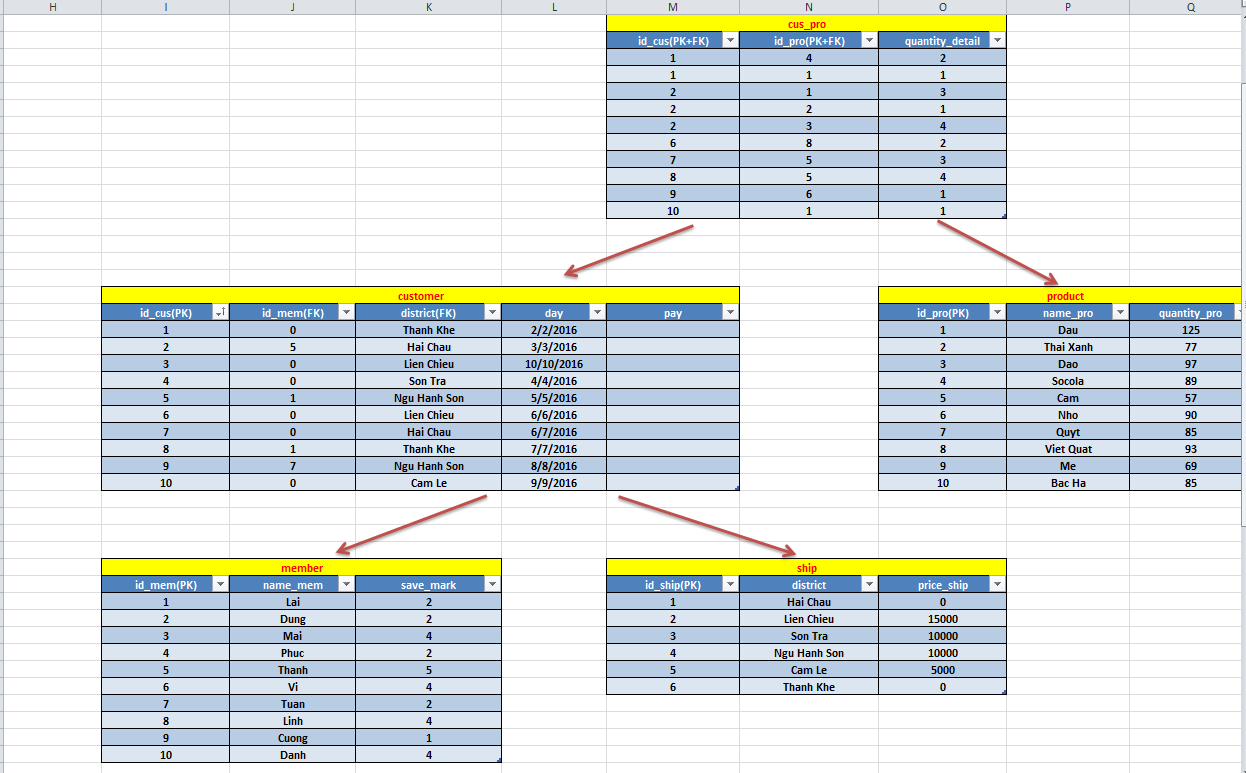 H I J K L M N O P Q
cus_pro
id_cus(PK+FK) id_pro(PK+FK) quantity_detail
1 4 2
1 1 1
2 1 3
2 2 1
2 3 4
6 8 2
7 5 3
8 5 4
9 6 1
10 1 1
customer
id_cus(PK) id_mem(FK) district(FK) day pay
1 0 Thanh Khe 2/2/2016
2 5 Hai Chau 3/3/2016
3 0 Lien Chieu 10/10/2016
4 0 Son Tra 4/4/2016
5 1 Ngu Hanh Son 5/5/2016
6 0 Lien Chieu 6/6/2016
7 0 Hai Chau 6/7/2016
8 1 Thanh Khe 7/7/2016
9 7 Ngu Hanh Son 8/8/2016
10 0 Cam Le 9/9/2016
product
id_pro(PK) name_pro quantity_pro
1 Dau 125
2 Thai Xanh 77
3 Dao 97
4 Socola 89
5 Cam 57
6 Nho 90
7 Quyt 85
8 Viet Quat 93
9 Me 69
10 Bac Ha 85
member
id_mem(PK) name_mem save_mark
1 Lai 2
2 Dung 2
3 Mai 4
4 Phuc 2
5 Thanh 5
6 Vi 4
7 Tuan 2
8 Linh 4
9 Cuong 1
10 Danh 4
ship
id_ship(PK) district price_ship
1 Hai Chau 0
2 Lien Chieu 15000
3 Son Tra 10000
4 Ngu Hanh Son 10000
5 Cam Le 5000
6 Thanh Khe 0